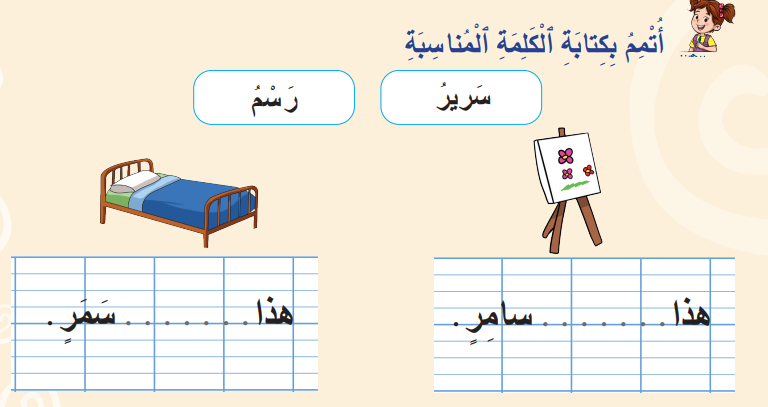 أُتْمِمُ بِكِتابَةِ ٱلْكَلِمَةِ ٱلْمُناسِبَةِ
سَريرُ
رَسْمُ
هذا . . . . . . . سامِرٍ .
هذا . . . . . . . سَمَرٍ .